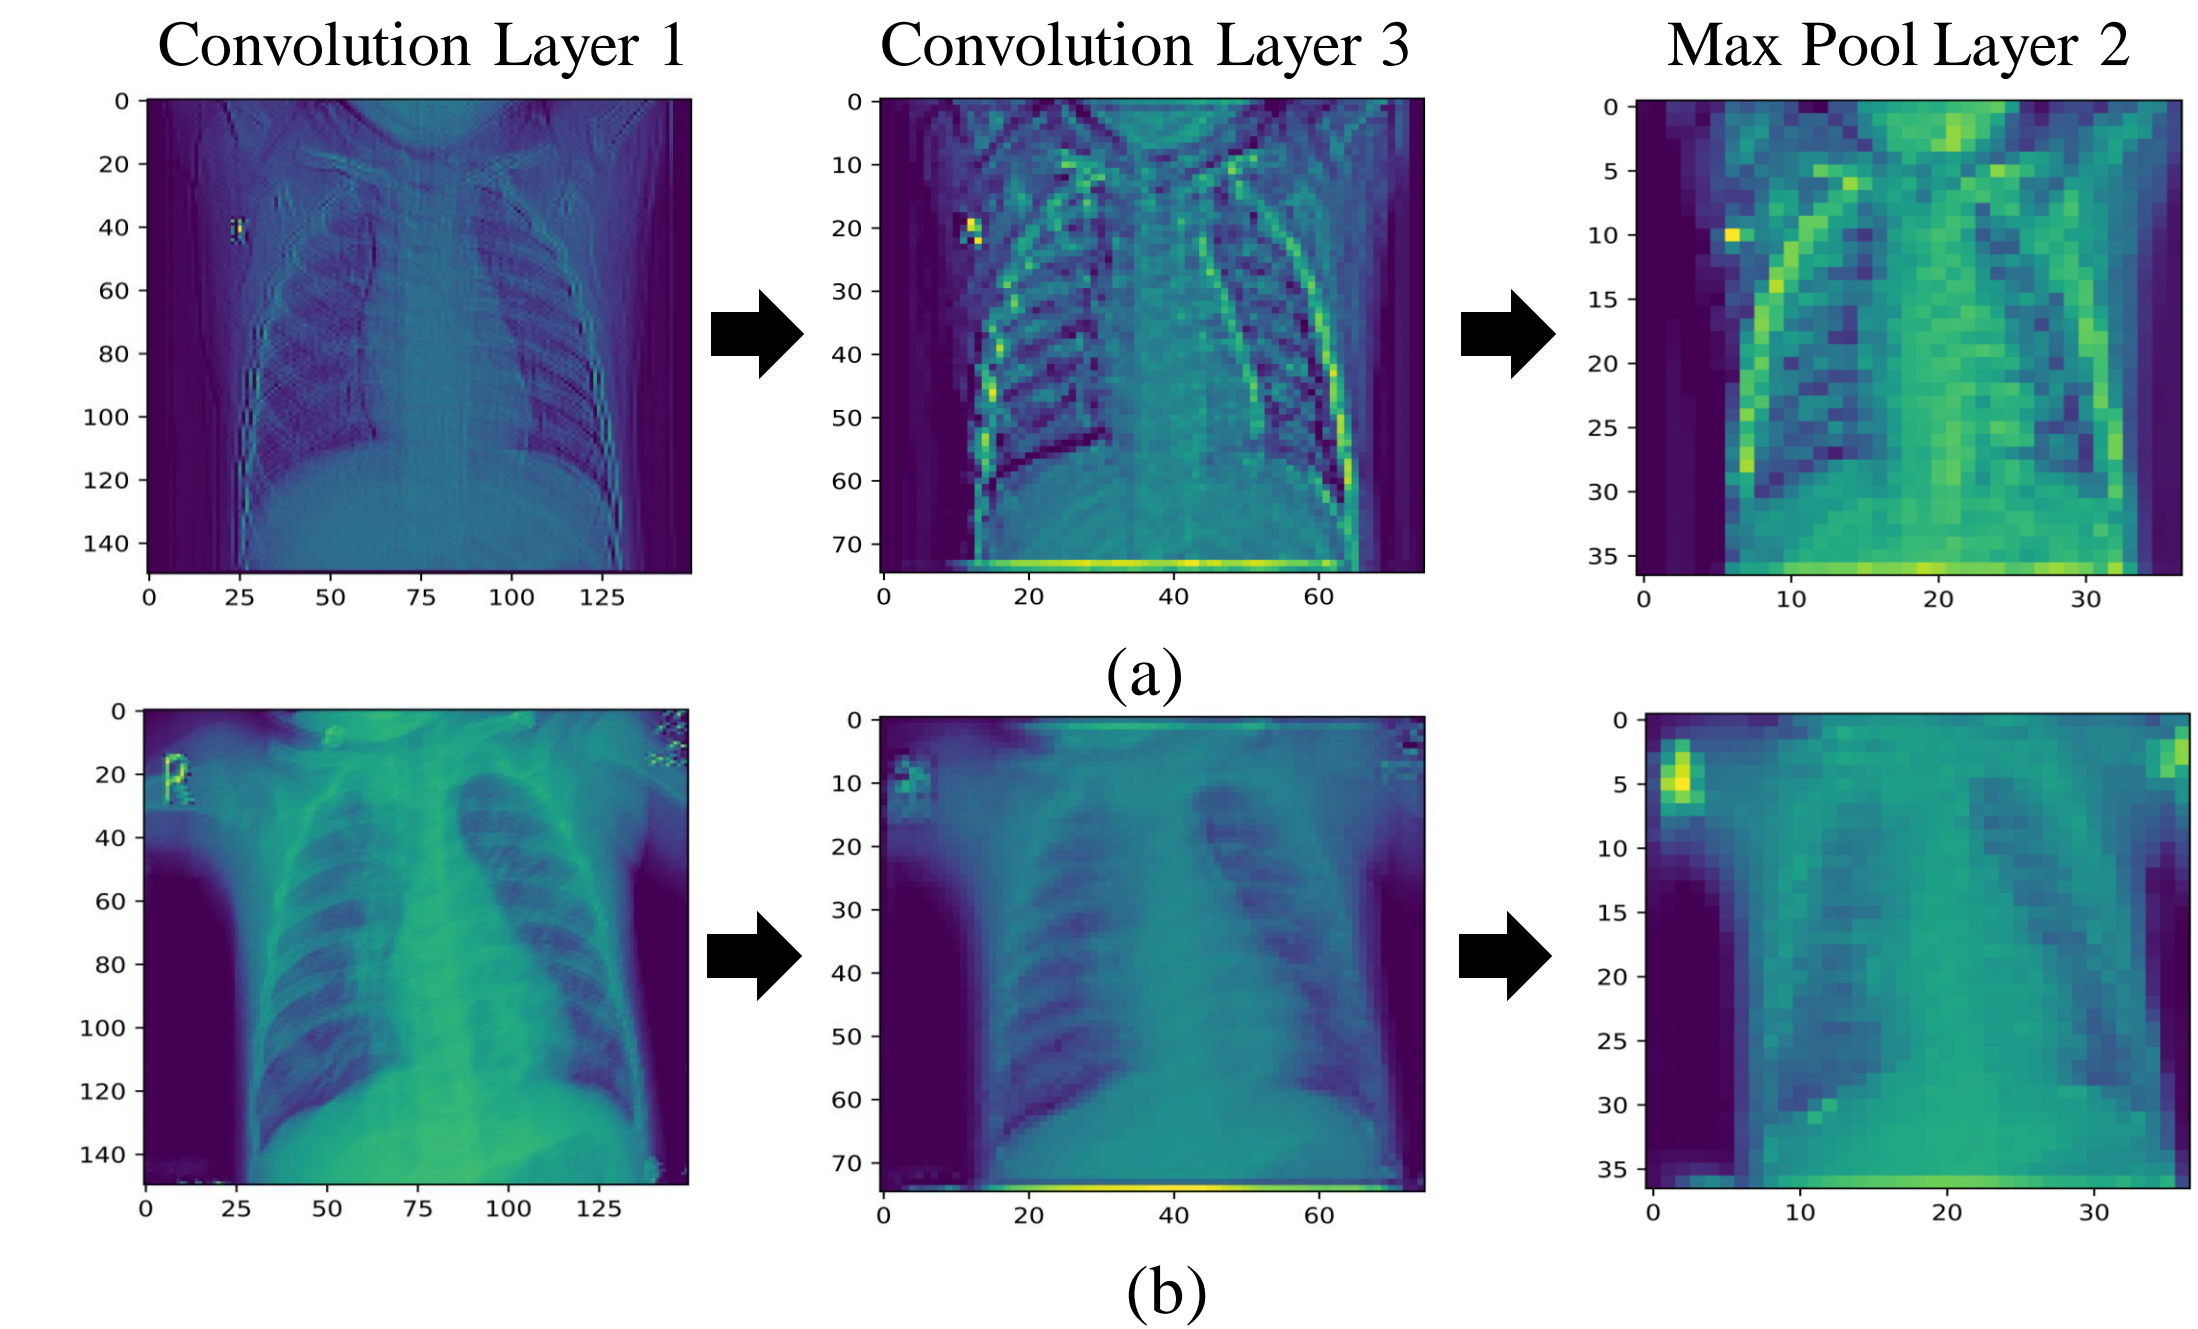 Convolution Layer 1 Convolution Layer 3 Max Pool Layer 2
0 20 40 60 80 100 120 140
0 25 50 75 100 125
0 10 20 30 40 50 60 70
0 20 40 60
0 5 10 15 20 25 30 35
0 10 20 30
(a)
R
0 20 40 60 80 100 120 140
0 25 50 75 100 125
0 10 20 30 40 50 60 70
0 20 40 60
0 5 10 15 20 25 30 35
0 10 20 30
(b)